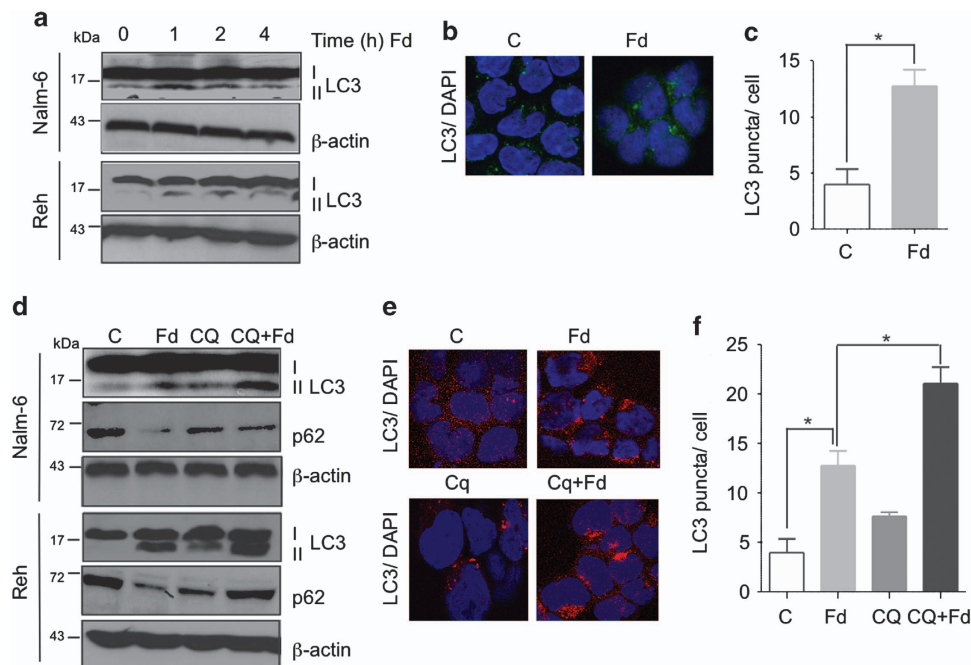 a
kDa 0 1 2 4 Time (h) Fd
Nalm-6
17
I
II LC3
43
β-actin
Reh
17
I
II LC3
43
β-actin
b
C Fd
LC3/ DAPI
c
*
LC3 puncta/ cell
15
10
5
0
C Fd
d
kDa C Fd CQ CQ+Fd
Nalm-6
17
I
II LC3
72
p62
43
β-actin
Reh
17
I
II LC3
72
p62
43
β-actin
e
C Fd
LC3/ DAPI
Cq Cq+Fd
LC3/ DAPI
f
*
*
LC3 puncta/ cell
25
20
15
10
5
0
C Fd CQ CQ+Fd